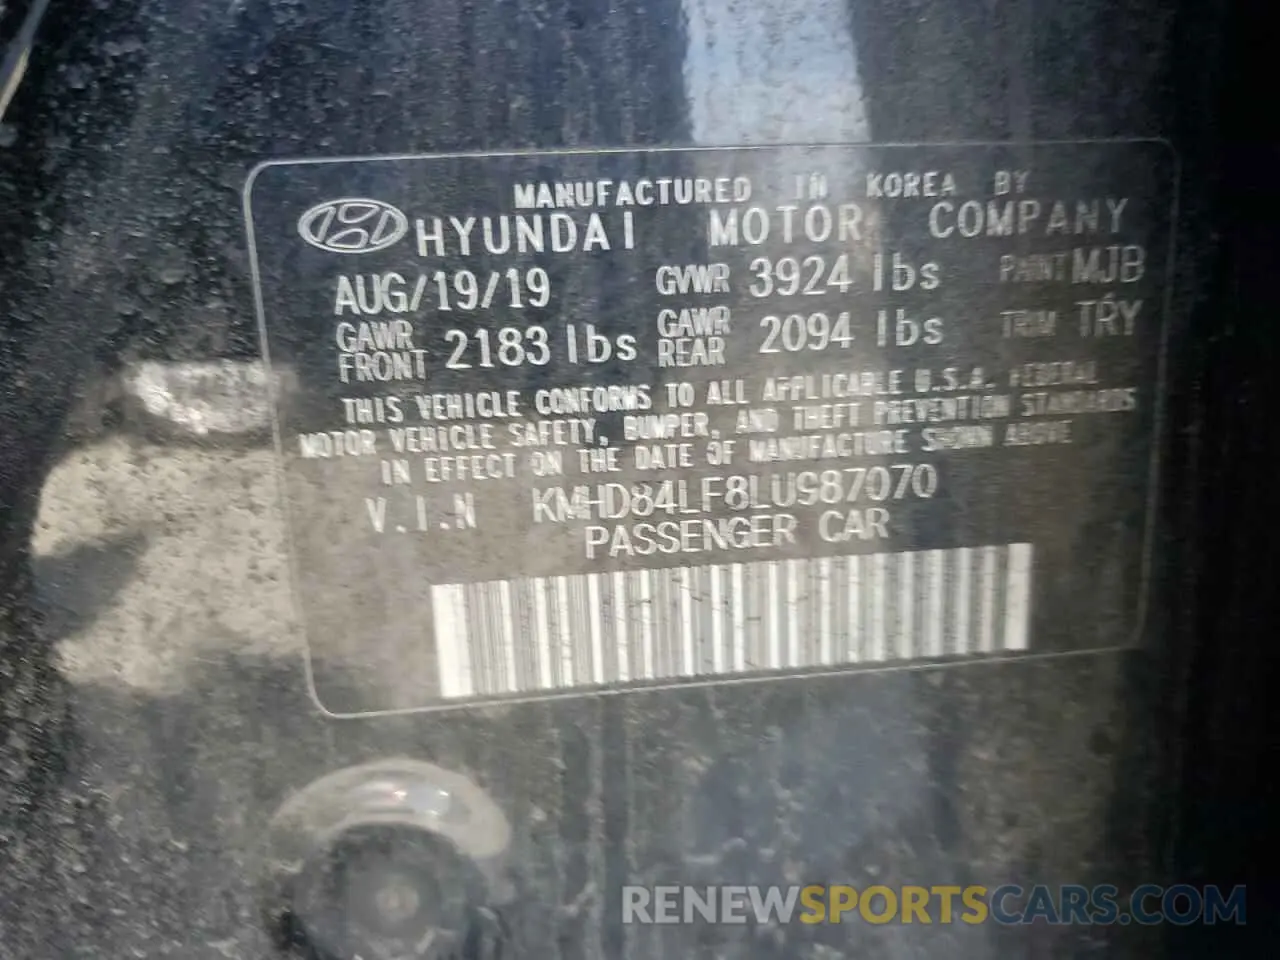 MANUFACTURED IN KOREA BY
HYUNDAI MOTOR COMPANY
AUG/19/19 GVWR 3924 lbs PAINT MJB
GAWR FRONT 2183 lbs GAWR REAR 2094 lbs TRIM TRY
THIS VEHICLE CONFORMS TO ALL APPLICABLE U.S.A. FEDERAL
MOTOR VEHICLE SAFETY, BUMPER, AND THEFT PREVENTION STANDARDS
IN EFFECT ON THE DATE OF MANUFACTURE SHOWN ABOVE
V.I.N KMHD84LF8LU987070
PASSENGER CAR
RENEWSPORTSCARS.COM